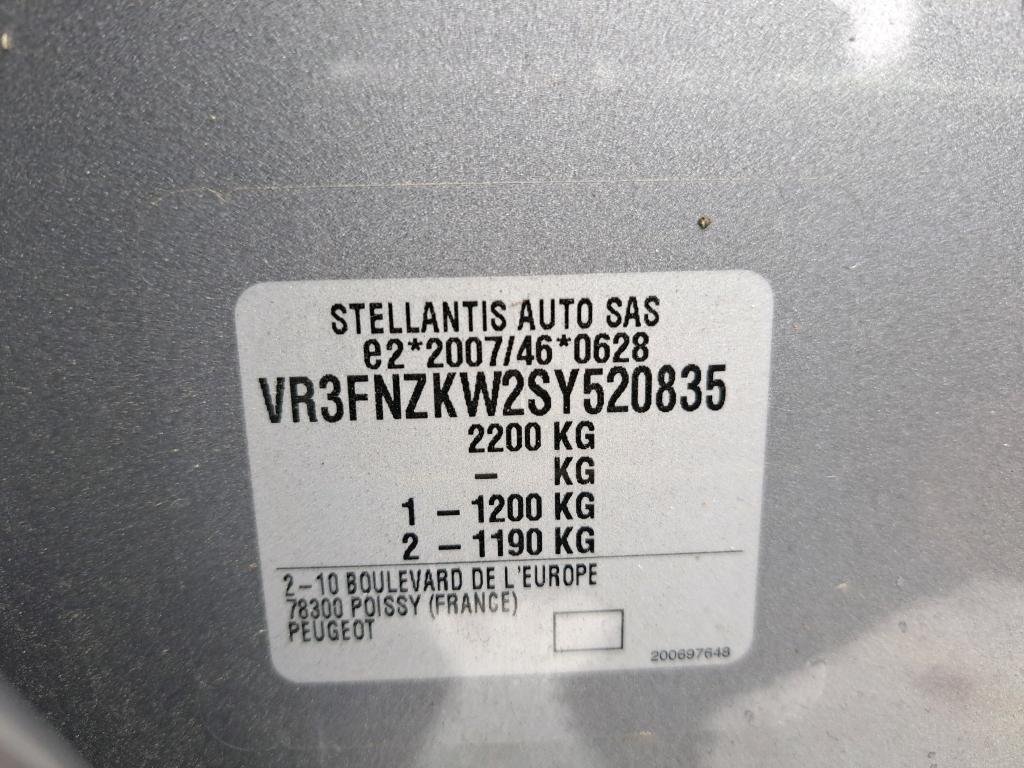 STELLANTIS AUTO SAS
e2*2007/46*0628
VR3FNZKW2SY520835
2200 KG
– KG
1 – 1200 KG
2 – 1190 KG
2–10 BOULEVARD DE L'EUROPE
78300 POISSY (FRANCE)
PEUGEOT
200697648